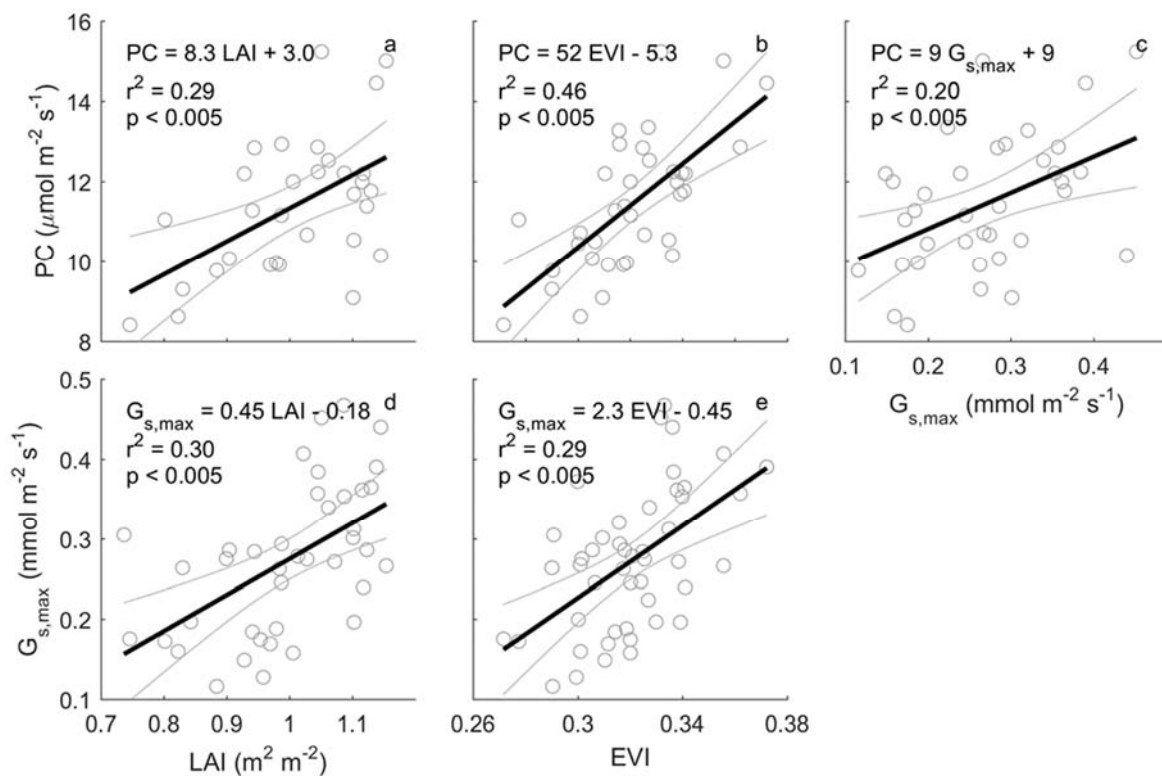 PC = 8.3 LAI + 3.0
a
r² = 0.29
p < 0.005
PC = 52 EVI - 5.3
b
r² = 0.46
p < 0.005
PC = 9 Gs,max + 9
c
r² = 0.20
p < 0.005
PC (μmol m⁻² s⁻¹)
16
14
12
10
8
0.1 0.2 0.3 0.4
Gs,max (mmol m⁻² s⁻¹)
Gs,max = 0.45 LAI - 0.18
d
r² = 0.30
p < 0.005
Gs,max = 2.3 EVI - 0.45
e
r² = 0.29
p < 0.005
Gs,max (mmol m⁻² s⁻¹)
0.5
0.4
0.3
0.2
0.1
0.7 0.8 0.9 1 1.1
LAI (m² m⁻²)
0.26 0.3 0.34 0.38
EVI